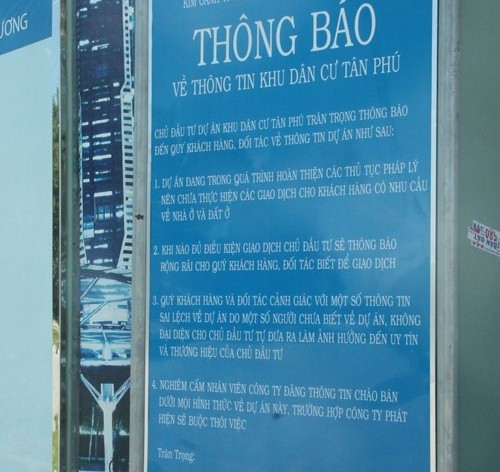 ƯƠNG
KIM OANH
THÔNG BÁO
VỀ THÔNG TIN KHU DÂN CƯ TÂN PHÚ
CHỦ ĐẦU TƯ DỰ ÁN KHU DÂN CƯ TÂN PHÚ TRÂN TRỌNG THÔNG BÁO
ĐẾN QUÝ KHÁCH HÀNG, ĐỐI TÁC VỀ THÔNG TIN DỰ ÁN NHƯ SAU:
1. DỰ ÁN ĐANG TRONG QUÁ TRÌNH HOÀN THIỆN CÁC THỦ TỤC PHÁP LÝ
NÊN CHƯA THỰC HIỆN CÁC GIAO DỊCH CHO KHÁCH HÀNG CÓ NHU CẦU
VỀ NHÀ Ở VÀ ĐẤT Ở
2. KHI NÀO ĐỦ ĐIỀU KIỆN GIAO DỊCH CHỦ ĐẦU TƯ SẼ THÔNG BÁO
RỘNG RÃI CHO QUÝ KHÁCH HÀNG, ĐỐI TÁC BIẾT ĐỂ GIAO DỊCH
3. QUÝ KHÁCH HÀNG VÀ ĐỐI TÁC CẢNH GIÁC VỚI MỘT SỐ THÔNG TIN
SAI LỆCH VỀ DỰ ÁN DO MỘT SỐ NGƯỜI CHƯA BIẾT VỀ DỰ ÁN, KHÔNG
ĐẠI DIỆN CHO CHỦ ĐẦU TƯ TỰ ĐƯA RA LÀM ẢNH HƯỞNG ĐẾN UY TÍN
VÀ THƯƠNG HIỆU CỦA CHỦ ĐẦU TƯ
4. NGHIÊM CẤM NHÂN VIÊN CÔNG TY ĐĂNG THÔNG TIN CHÀO BÁN
DƯỚI MỌI HÌNH THỨC VỀ DỰ ÁN NÀY, TRƯỜNG HỢP CÔNG TY PHÁT
HIỆN SẼ BUỘC THÔI VIỆC
Trân Trọng